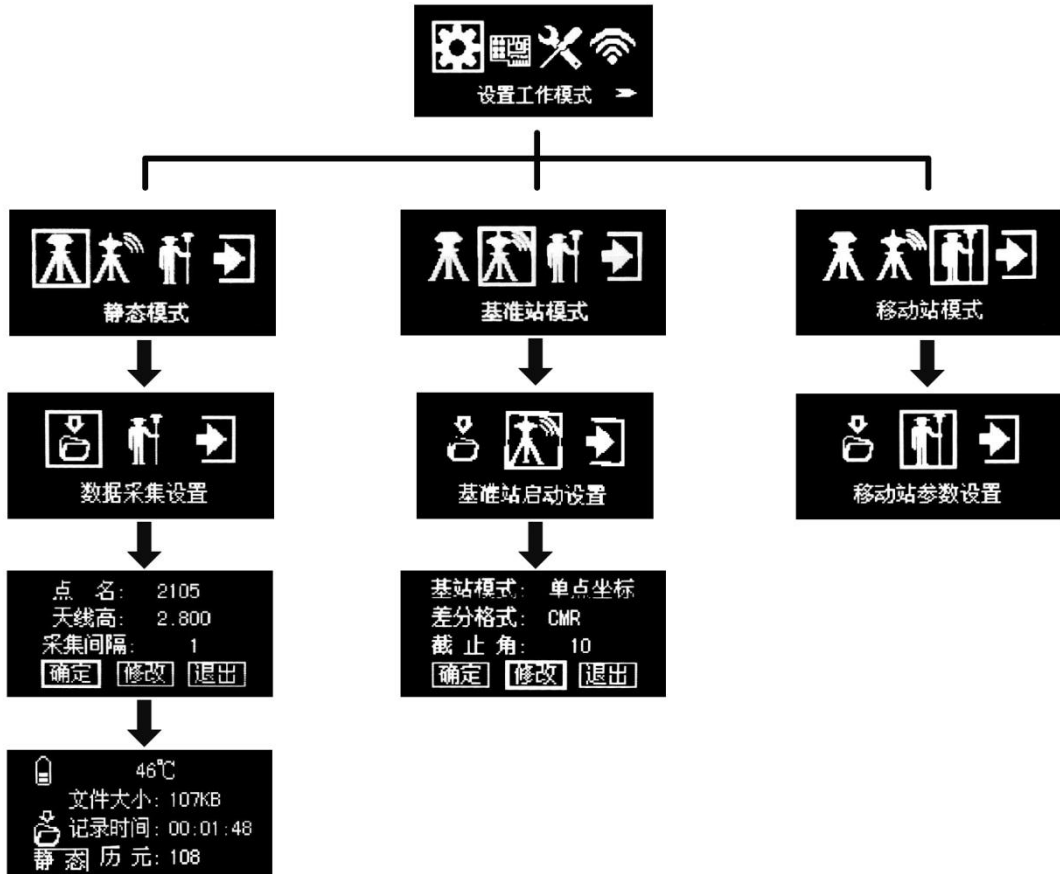 设置工作模式
静态模式
基准站模式
移动站模式
数据采集设置
基准站启动设置
移动站参数设置
点 名: 2105
天线高: 2.800
采集间隔: 1
确定 修改 退出
基站模式: 单点坐标
差分格式: CMR
截 止 角: 10
确定 修改 退出
46℃
文件大小: 107KB
记录时间: 00:01:48
静 态 历 元: 108